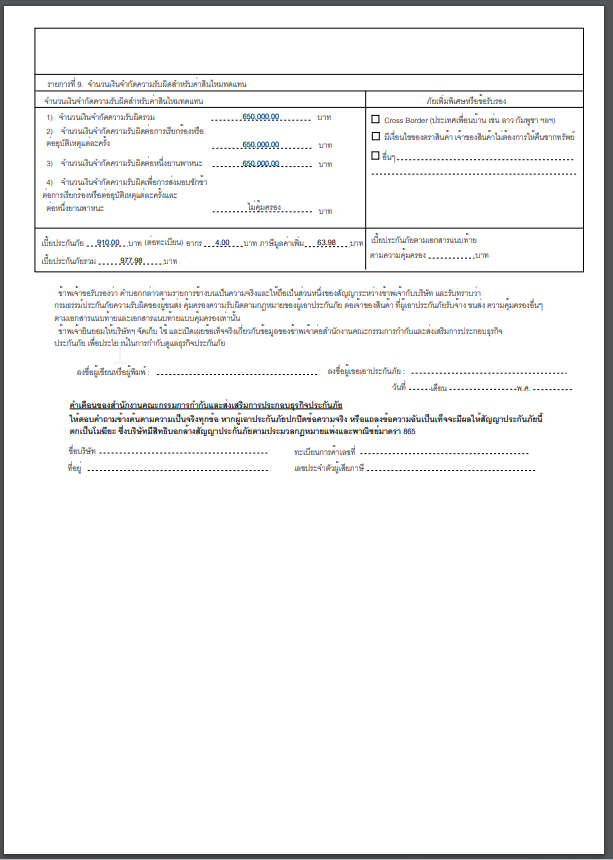 รายการที่ 9. จำนวนเงินจำกัดความรับผิดสำหรับค่าสินไหมทดแทน
จำนวนเงินจำกัดความรับผิดสำหรับค่าสินไหมทดแทน
1) จำนวนเงินจำกัดความรับผิดรวม 650,000.00 บาท
2) จำนวนเงินจำกัดความรับผิดต่อการเรียกร้องหรือ
ต่ออุบัติเหตุแต่ละครั้ง 650,000.00 บาท
3) จำนวนเงินจำกัดความรับผิดต่อหนึ่งยานพาหนะ 650,000.00 บาท
4) จำนวนเงินจำกัดความรับผิดเพื่อการส่งมอบชักช้า
ต่อการเรียกร้องหรือต่ออุบัติเหตุแต่ละครั้งและ
ต่อหนึ่งยานพาหนะ ไม่คุ้มครอง บาท
ภัยเพิ่มพิเศษหรือข้อรับรอง
Cross Border (ประเทศเพื่อนบ้าน เช่น ลาว กัมพูชา ฯลฯ)
มีเงื่อนไขของตราสินค้า เจ้าของสินค้าไม่ต้องการให้คืนซากทรัพย์
อื่นๆ
เบี้ยประกันภัย 910.00 บาท (ต่อทะเบียน) อากร 4.00 บาท ภาษีมูลค่าเพิ่ม 63.98 บาท
เบี้ยประกันภัยรวม 977.98 บาท
เบี้ยประกันภัยตามเอกสารแนบท้าย
ตามความคุ้มครอง บาท
ข้าพเจ้าขอรับรองว่า คำบอกกล่าวตามรายการข้างบนเป็นความจริงและให้ถือเป็นส่วนหนึ่งของสัญญาระหว่างข้าพเจ้ากับบริษัท และรับทราบว่า
กรมธรรม์ประกันภัยความรับผิดของผู้ขนส่ง คุ้มครองความรับผิดตามกฎหมายของผู้เอาประกันภัย ต่อเจ้าของสินค้า ที่ผู้เอาประกันภัยรับจ้าง ขนส่ง ความคุ้มครองอื่นๆ
ตามเอกสารแนบท้ายและเอกสารแนบท้ายแบบคุ้มครองเท่านั้น
ข้าพเจ้ายินยอมให้บริษัทฯ จัดเก็บ ใช้ และเปิดเผยข้อเท็จจริงเกี่ยวกับข้อมูลของข้าพเจ้าต่อสำนักงานคณะกรรมการกำกับและส่งเสริมการประกอบธุรกิจ
ประกันภัย เพื่อประโยชน์ในการกำกับดูแลธุรกิจประกันภัย
ลงชื่อผู้เขียนหรือผู้พิมพ์ :
ลงชื่อผู้ขอเอาประกันภัย :
วันที่ เดือน พ.ศ.
คำเตือนของสำนักงานคณะกรรมการกำกับและส่งเสริมการประกอบธุรกิจประกันภัย
ให้ตอบคำถามข้างต้นตามความเป็นจริงทุกข้อ หากผู้เอาประกันภัยปกปิดข้อความจริง หรือแถลงข้อความอันเป็นเท็จจะมีผลให้สัญญาประกันภัยนี้
ตกเป็นโมฆียะ ซึ่งบริษัทมีสิทธิบอกล้างสัญญาประกันภัยตามประมวลกฎหมายแพ่งและพาณิชย์มาตรา 865
ชื่อบริษัท
ทะเบียนการค้าเลขที่
ที่อยู่
เลขประจำตัวผู้เสียภาษี